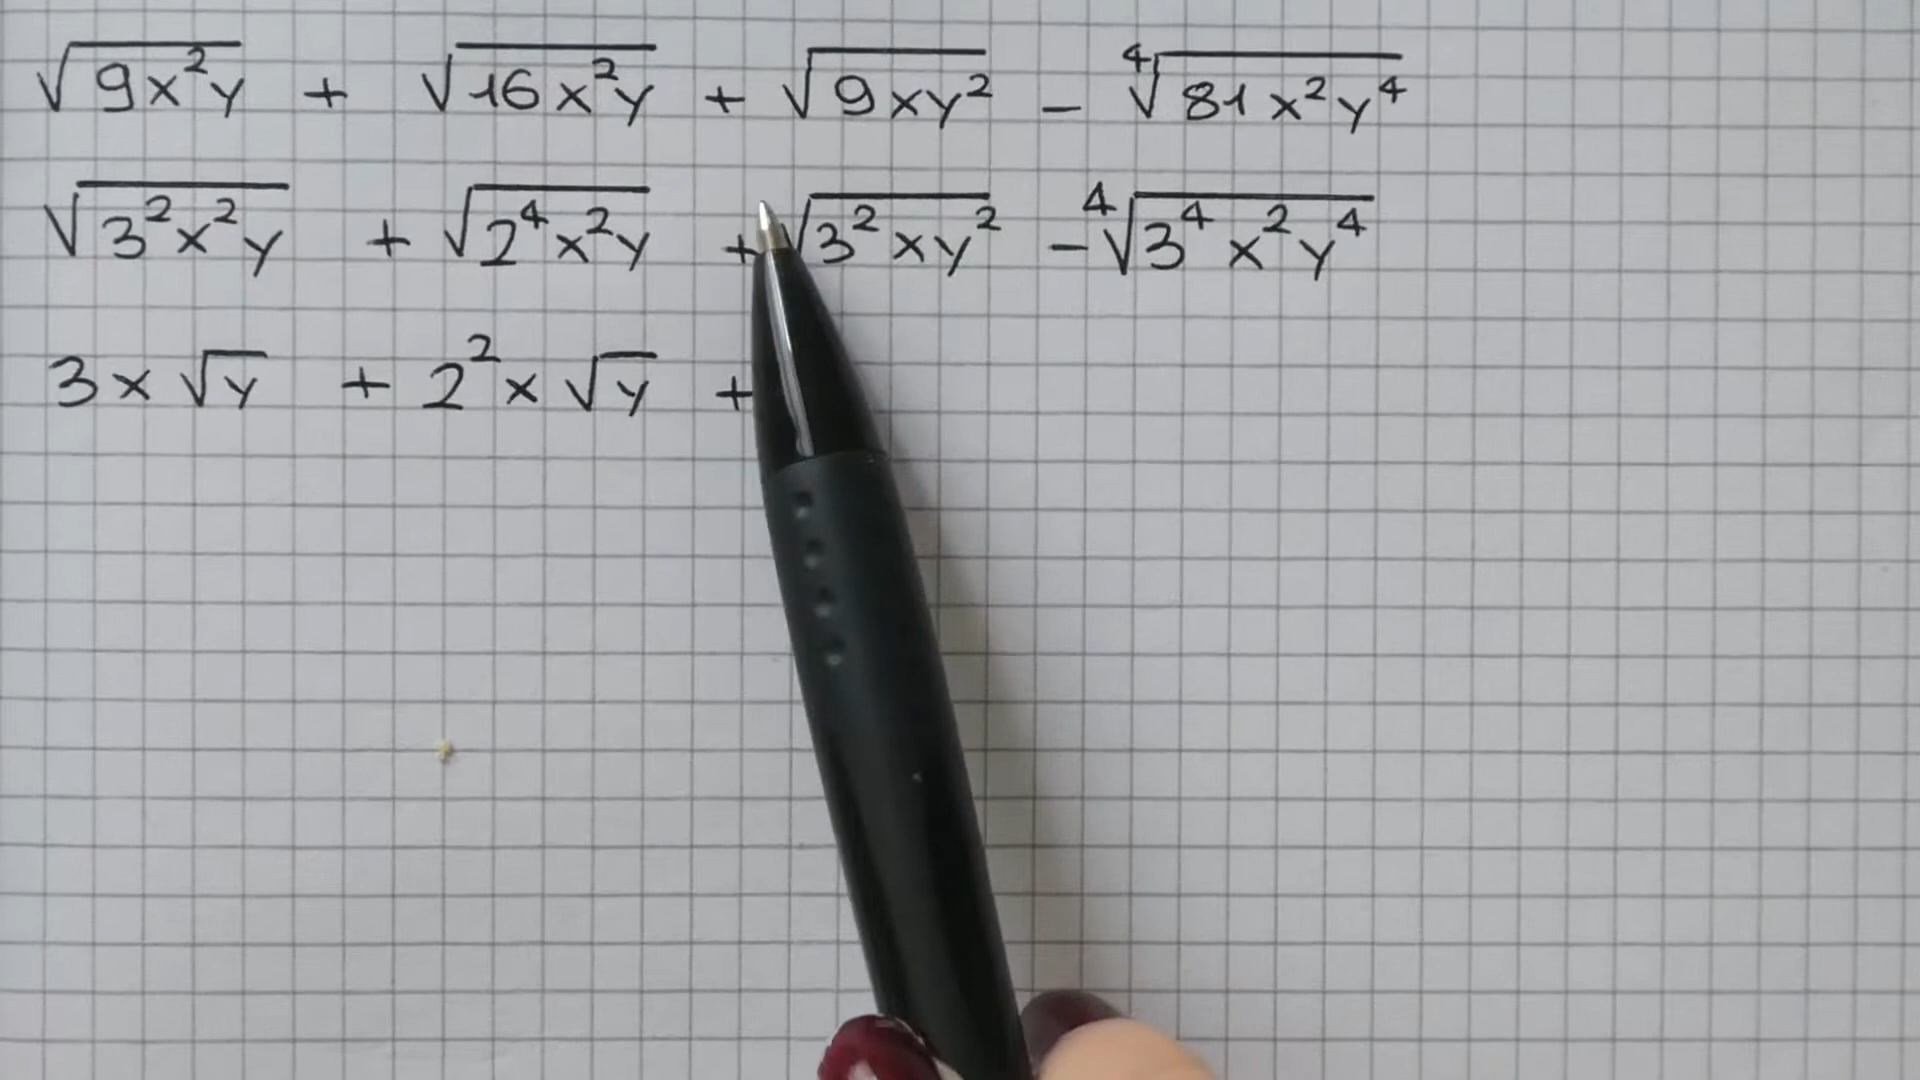 √9x²y + √16x²y + √9xy² - ⁴√81x²y⁴
√3²x²y + √2⁴x²y + √3²xy² - ⁴√3⁴x²y⁴
3x√y + 2²x√y +